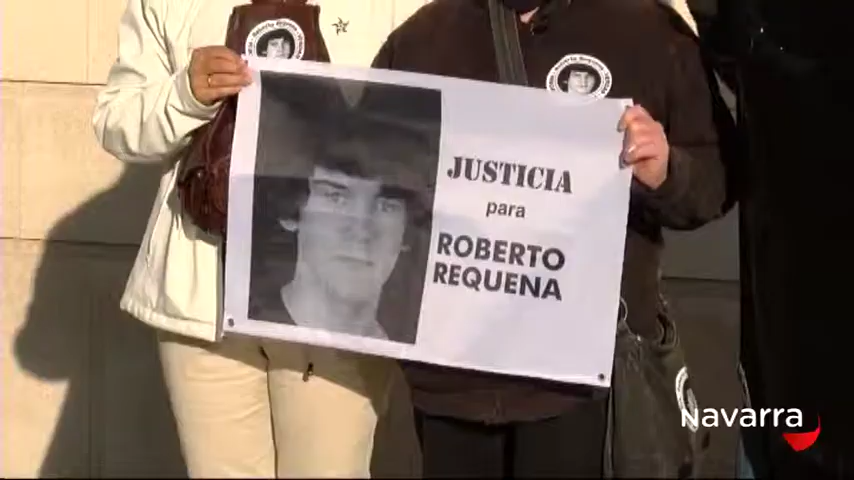 JUSTICIA
para
ROBERTO
REQUENA
Navarra